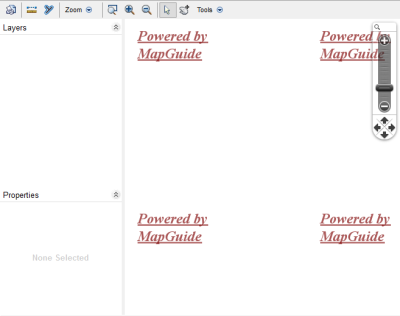 Zoom Tools
Layers
Powered by
MapGuide
Powered by
MapGuide
Properties
None Selected
Powered by
MapGuide
Powered by
MapGuide